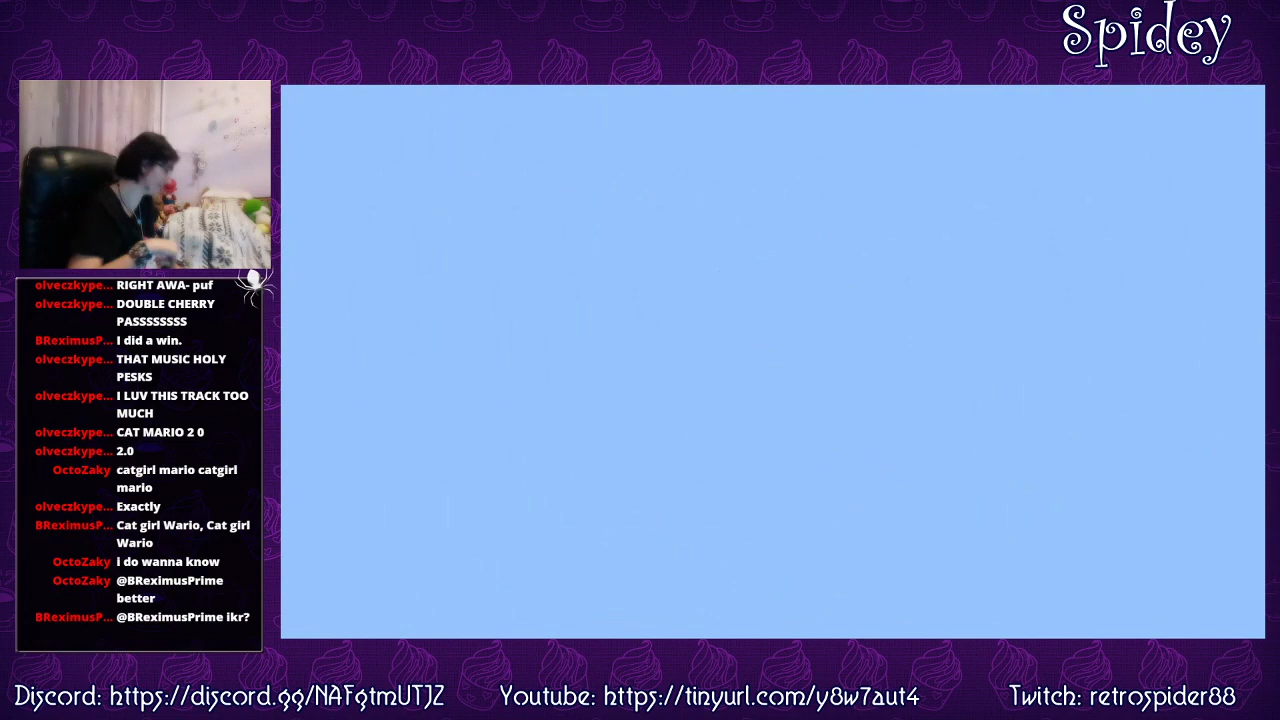 Spidey
olveczkype... RIGHT AWA- puf
olveczkype... DOUBLE CHERRY
PASSSSSSSS
BReximusP... I did a win.
olveczkype... THAT MUSIC HOLY
PESKS
olveczkype... I LUV THIS TRACK TOO
MUCH
olveczkype... CAT MARIO 2 0
olveczkype... 2.0
OctoZaky catgirl mario catgirl
mario
olveczkype... Exactly
BReximusP... Cat girl Wario, Cat girl
Wario
OctoZaky i do wanna know
OctoZaky @BReximusPrime
better
BReximusP... @BReximusPrime ikr?
Discord: https://discord.gg/NAFgtmUTJZ Youtube: https://tinyurl.com/y8w7aut4 Twitch: retrospider88